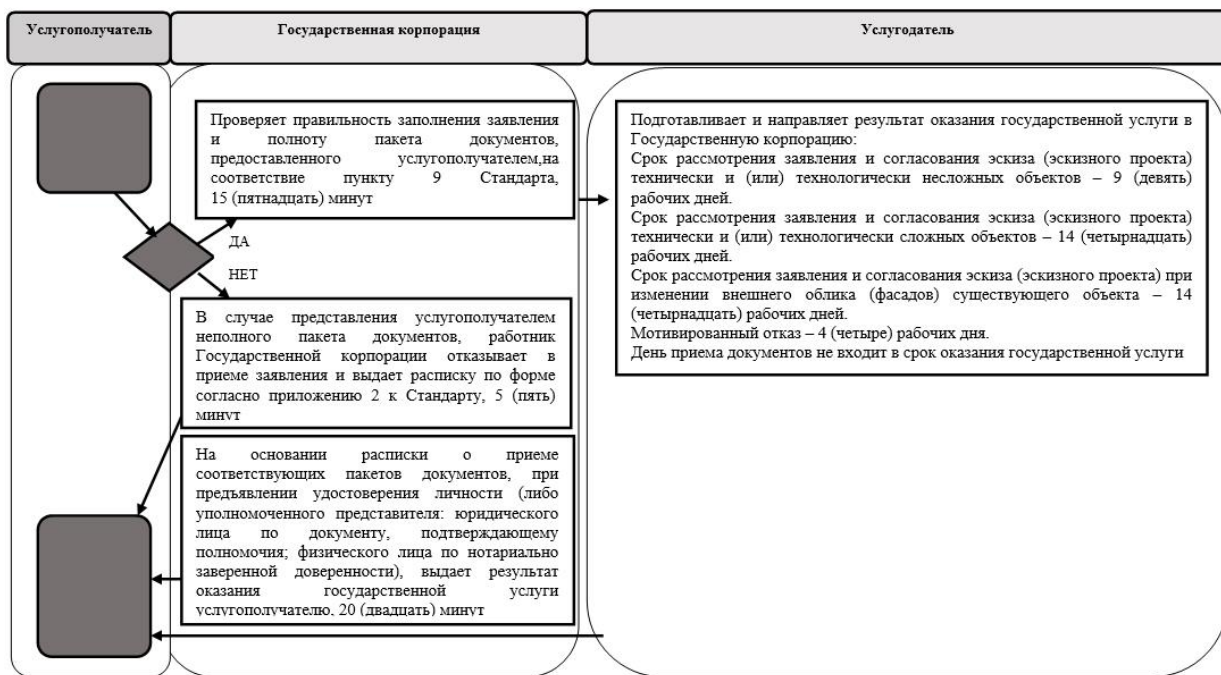 Услугополучатель
Государственная корпорация
Услугодатель
Проверяет правильность заполнения заявления
и полноту пакета документов,
предоставленного услугополучателем,на
соответствие пункту 9 Стандарта,
15 (пятнадцать) минут
ДА
НЕТ
В случае представления услугополучателем
неполного пакета документов, работник
Государственной корпорации отказывает в
приеме заявления и выдает расписку по форме
согласно приложению 2 к Стандарту, 5 (пять)
минут
На основании расписки о приеме
соответствующих пакетов документов, при
предъявлении удостоверения личности (либо
уполномоченного представителя: юридического
лица по документу, подтверждающему
полномочия; физического лица по нотариально
заверенной доверенности), выдает результат
оказания государственной услуги
услугополучателю, 20 (двадцать) минут
Подготавливает и направляет результат оказания государственной услуги в
Государственную корпорацию:
Срок рассмотрения заявления и согласования эскиза (эскизного проекта)
технически и (или) технологически несложных объектов – 9 (девять)
рабочих дней.
Срок рассмотрения заявления и согласования эскиза (эскизного проекта)
технически и (или) технологически сложных объектов – 14 (четырнадцать)
рабочих дней.
Срок рассмотрения заявления и согласования эскиза (эскизного проекта) при
изменении внешнего облика (фасадов) существующего объекта – 14
(четырнадцать) рабочих дней.
Мотивированный отказ – 4 (четыре) рабочих дня.
День приема документов не входит в срок оказания государственной услуги